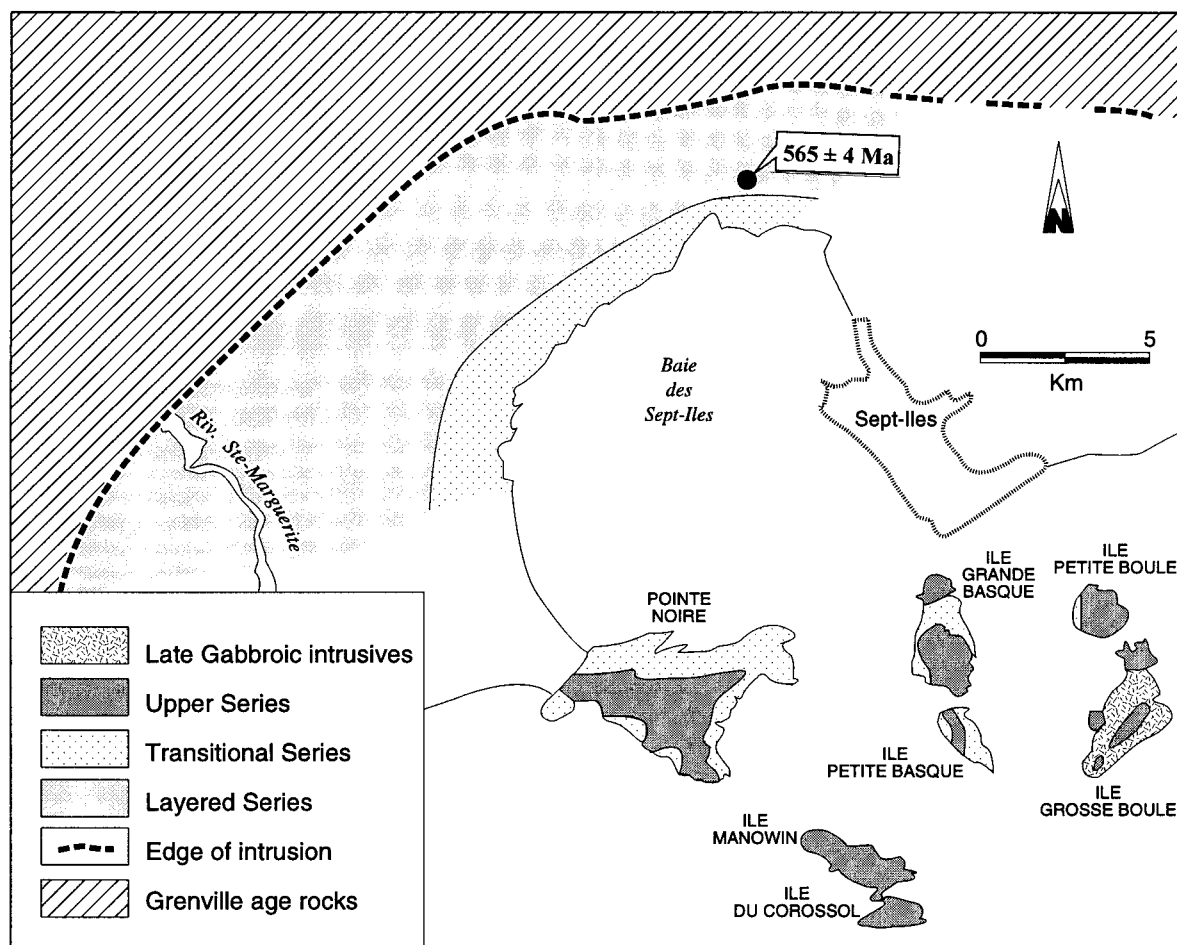 565 ± 4 Ma
N
0 5
Km
Baie
des
Sept-Iles
Sept-Iles
Riv. Ste-Marguerite
POINTE
NOIRE
ILE
GRANDE
BASQUE
ILE
PETITE BOULE
ILE
PETITE BASQUE
ILE
GROSSE BOULE
ILE
MANOWIN
ILE
DU COROSSOL
Late Gabbroic intrusives
Upper Series
Transitional Series
Layered Series
Edge of intrusion
Grenville age rocks